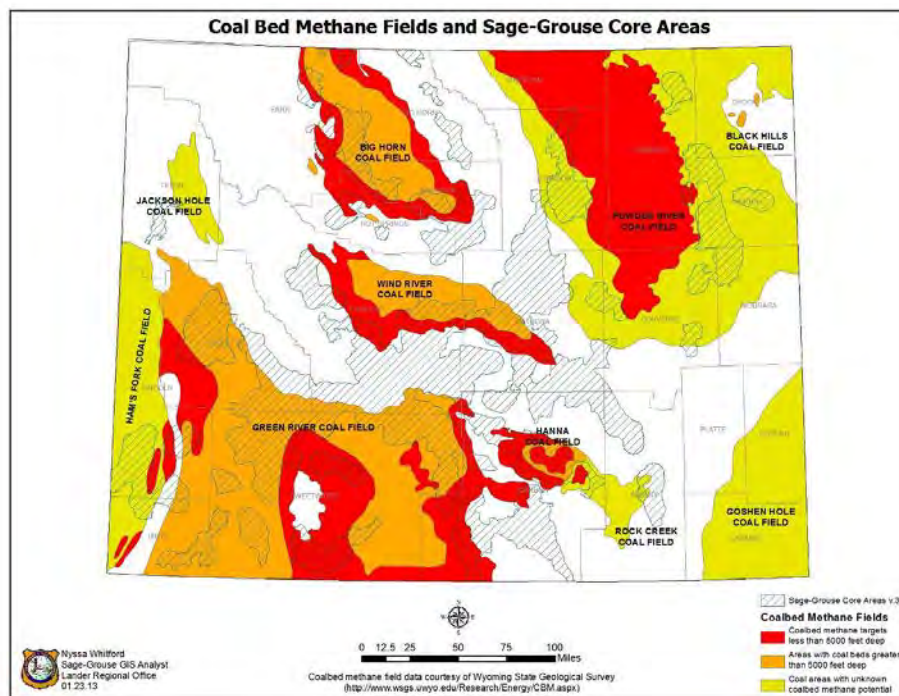 Coal Bed Methane Fields and Sage-Grouse Core Areas
BLACK HILLS
COAL FIELD
BIG HORN
COAL FIELD
JACKSON HOLE
COAL FIELD
POWDER RIVER
COAL FIELD
WIND RIVER
COAL FIELD
HAM'S FORK COAL FIELD
GREEN RIVER COAL FIELD
HANNA
COAL FIELD
PLATTE
GOSHEN HOLE
COAL FIELD
ROCK CREEK
COAL FIELD
Sage-Grouse Core Areas v.3
Coalbed Methane Fields
Coalbed methane targets
less than 5000 feet deep
Areas with coal beds greater
than 5000 feet deep
Coal areas with unknown
coalbed methane potential
N
W
E
S
0 12.5 25 50 75 100
Miles
Nyssa Whitford
Sage-Grouse GIS Analyst
Lander Regional Office
01.23.13
Coalbed methane field data courtesy of Wyoming State Geological Survey
(http://www.wsgs.uwyo.edu/Research/Energy/CBM.aspx)